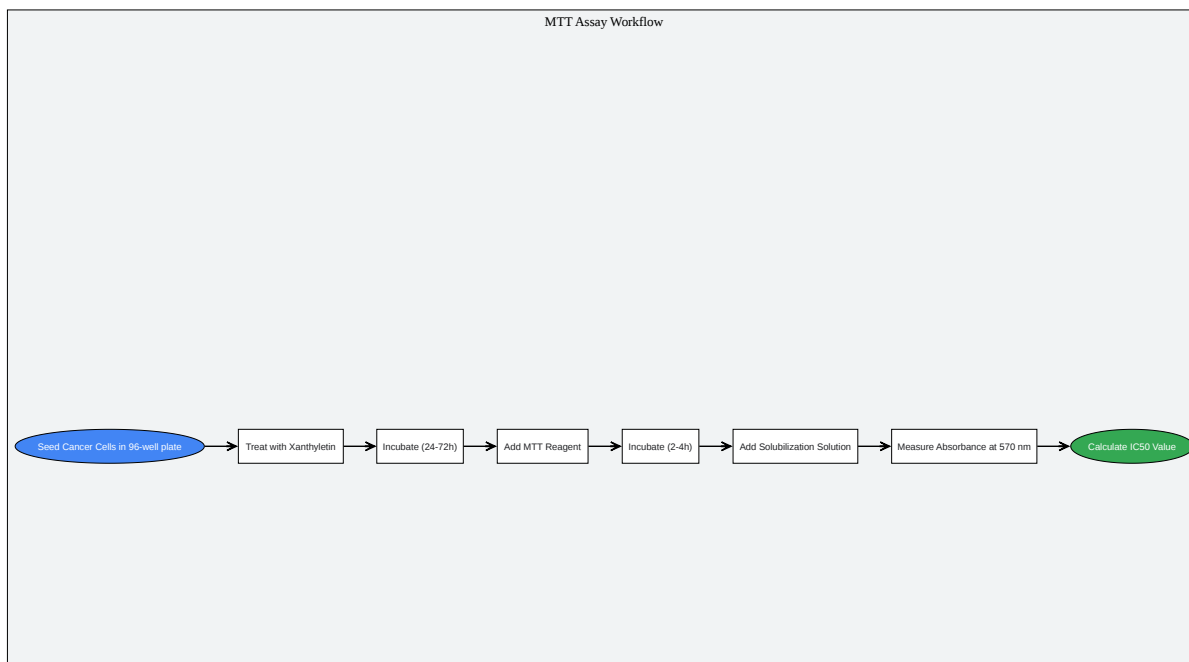 MTT Assay Workflow
Seed Cancer Cells in 96-well plate
Treat with Xanthyletin
Incubate (24-72h)
Add MTT Reagent
Incubate (2-4h)
Add Solubilization Solution
Measure Absorbance at 570 nm
Calculate IC50 Value